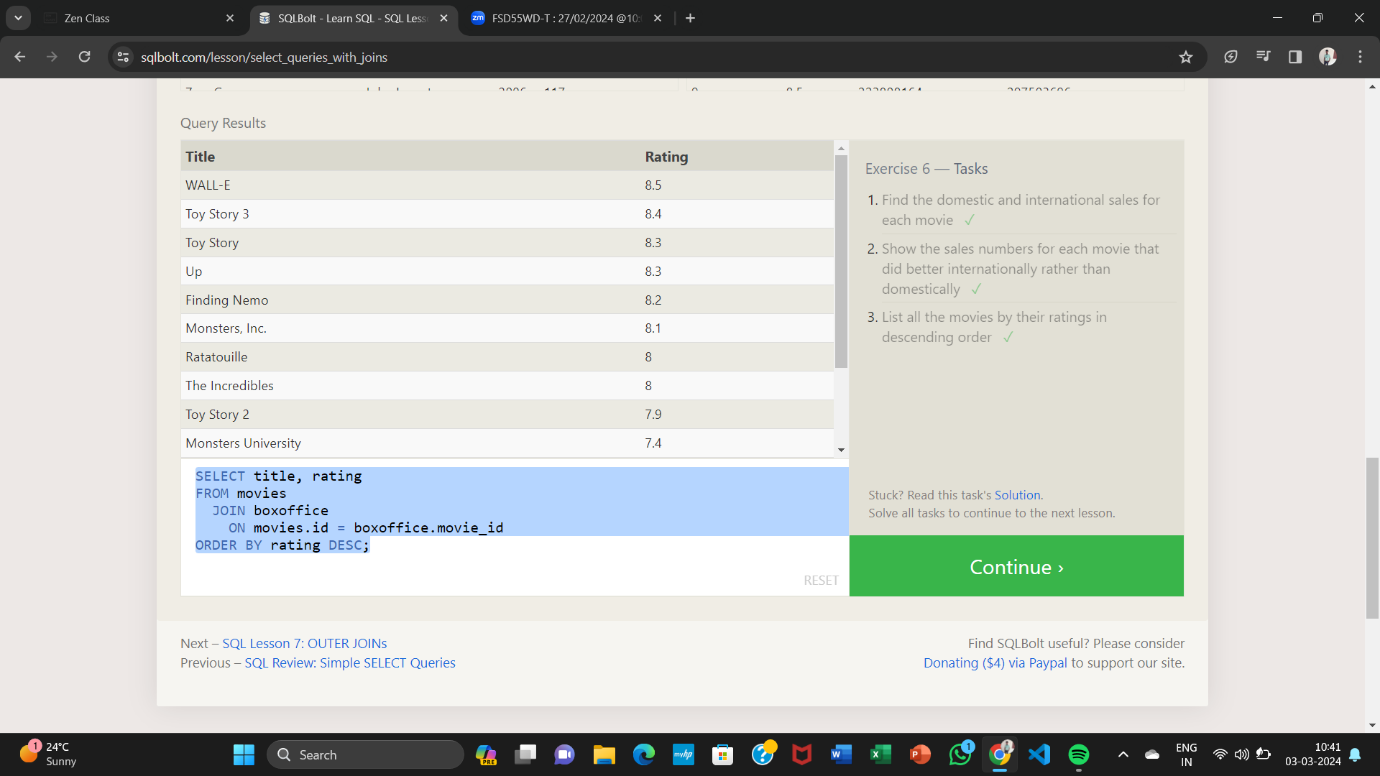 Zen Class
SQLBolt - Learn SQL - SQL Less
zm FSD55WD-T : 27/02/2024 @10:
sqlbolt.com/lesson/select_queries_with_joins
Query Results
Title Rating
WALL-E 8.5
Toy Story 3 8.4
Toy Story 8.3
Up 8.3
Finding Nemo 8.2
Monsters, Inc. 8.1
Ratatouille 8
The Incredibles 8
Toy Story 2 7.9
Monsters University 7.4
SELECT title, rating
FROM movies
JOIN boxoffice
ON movies.id = boxoffice.movie_id
ORDER BY rating DESC;
RESET
Exercise 6 — Tasks
1. Find the domestic and international sales for
each movie ✓
2. Show the sales numbers for each movie that
did better internationally rather than
domestically ✓
3. List all the movies by their ratings in
descending order ✓
Stuck? Read this task's Solution.
Solve all tasks to continue to the next lesson.
Continue ›
Next – SQL Lesson 7: OUTER JOINs
Previous – SQL Review: Simple SELECT Queries
Find SQLBolt useful? Please consider
Donating ($4) via Paypal to support our site.
1
24°C
Sunny
Search
PRE
myhp
1
ENG
IN
10:41
03-03-2024